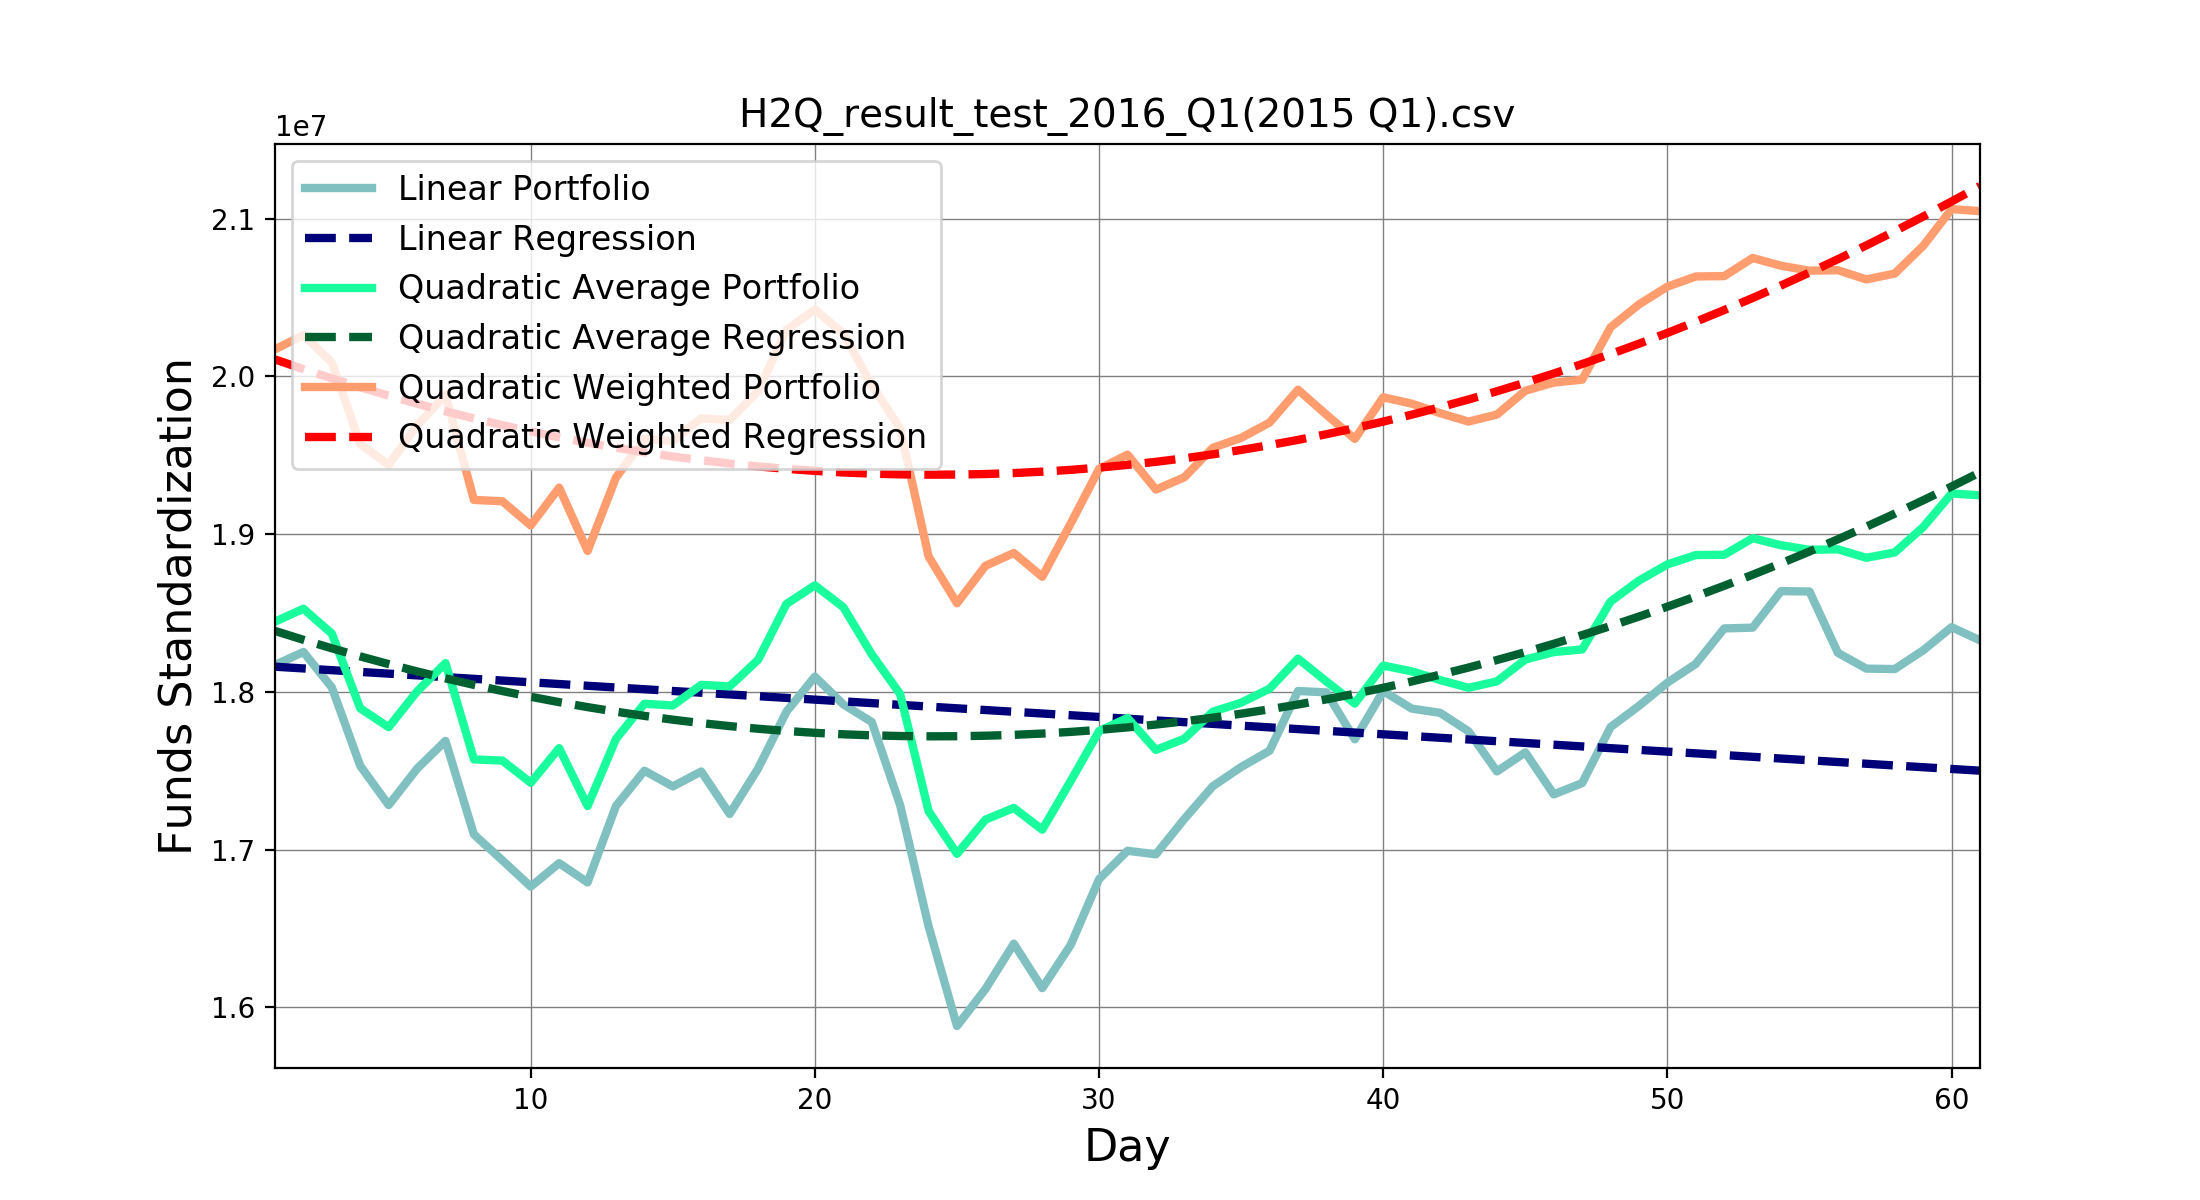 H2Q_result_test_2016_Q1(2015 Q1).csv
1e7
Linear Portfolio
Linear Regression
Quadratic Average Portfolio
Quadratic Average Regression
Quadratic Weighted Portfolio
Quadratic Weighted Regression
2.1
2.0
1.9
1.8
1.7
1.6
Funds Standardization
10 20 30 40 50 60
Day